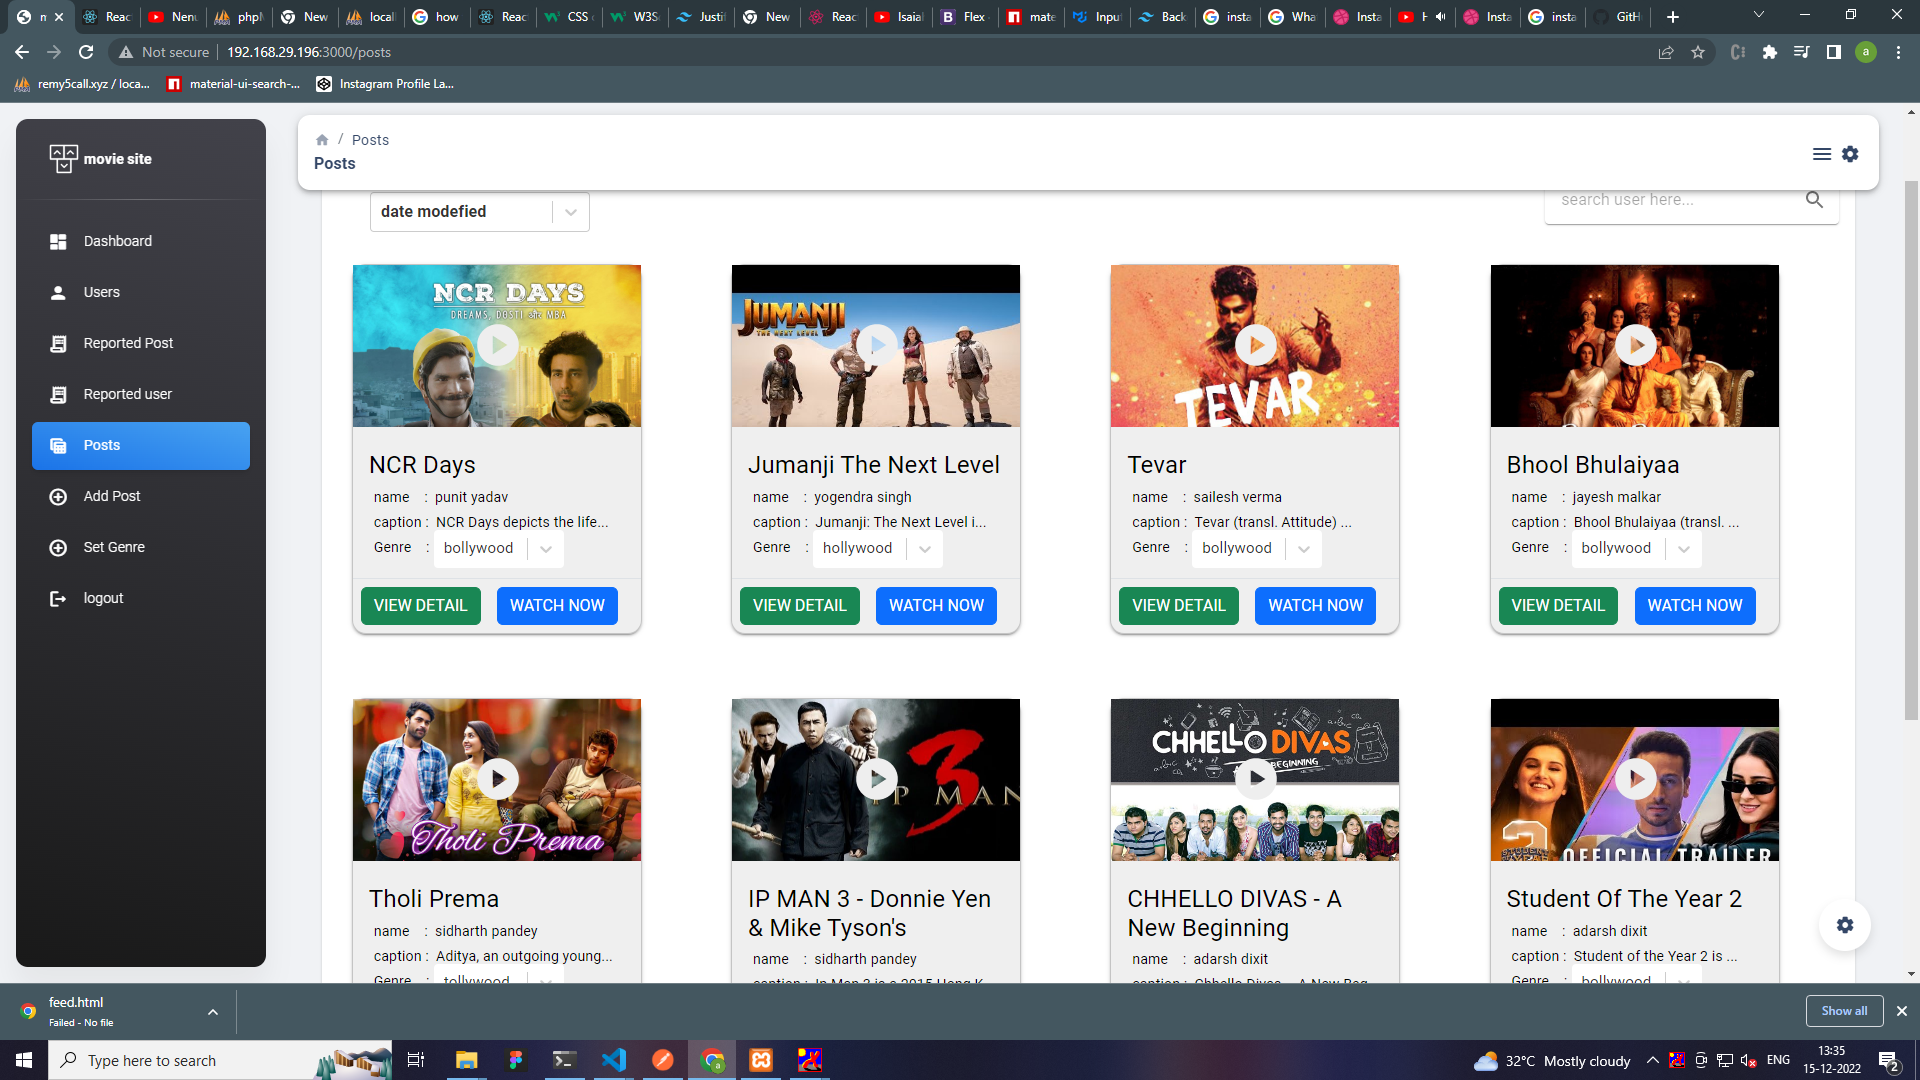 n
Reac
Nenu
phpM
New
locall
how
Reac
CSS
W3S
Justif
New
Reac
Isaial
Flex
mate
Input
Back
insta
Wha
Insta
Insta
insta
GitH
Not secure 192.168.29.196:3000/posts
a
remy5call.xyz / loca...
material-ui-search-...
Instagram Profile La...
movie site
/ Posts
Posts
Dashboard
Users
Reported Post
Reported user
Posts
Add Post
Set Genre
logout
date modefied
search user here...
NCR DAYS
DREAMS, DOSTI और MBA
JUMANJI
THE NEXT LEVEL
TEVAR
NCR Days
name : punit yadav
caption : NCR Days depicts the life...
Genre : bollywood
VIEW DETAIL WATCH NOW
Jumanji The Next Level
name : yogendra singh
caption : Jumanji: The Next Level i...
Genre : hollywood
VIEW DETAIL WATCH NOW
Tevar
name : sailesh verma
caption : Tevar (transl. Attitude) ...
Genre : bollywood
VIEW DETAIL WATCH NOW
Bhool Bhulaiyaa
name : jayesh malkar
caption : Bhool Bhulaiyaa (transl. ...
Genre : bollywood
VIEW DETAIL WATCH NOW
Tholi Prema
3
IP MAN
CHHELLO DIVAS
BEGINNING
2
OFFICIAL TRAILER
Tholi Prema
name : sidharth pandey
caption : Aditya, an outgoing young...
Genre : tollywood
IP MAN 3 - Donnie Yen
& Mike Tyson's
name : sidharth pandey
caption : Ip Man 3 is a 2015 Hong K
CHHELLO DIVAS - A
New Beginning
name : adarsh dixit
caption : Chhello Divas – A New Beg
Student Of The Year 2
name : adarsh dixit
caption : Student of the Year 2 is ...
Genre : bollywood
feed.html
Failed - No file
Show all
Type here to search
32°C Mostly cloudy
ENG
13:35
15-12-2022
2